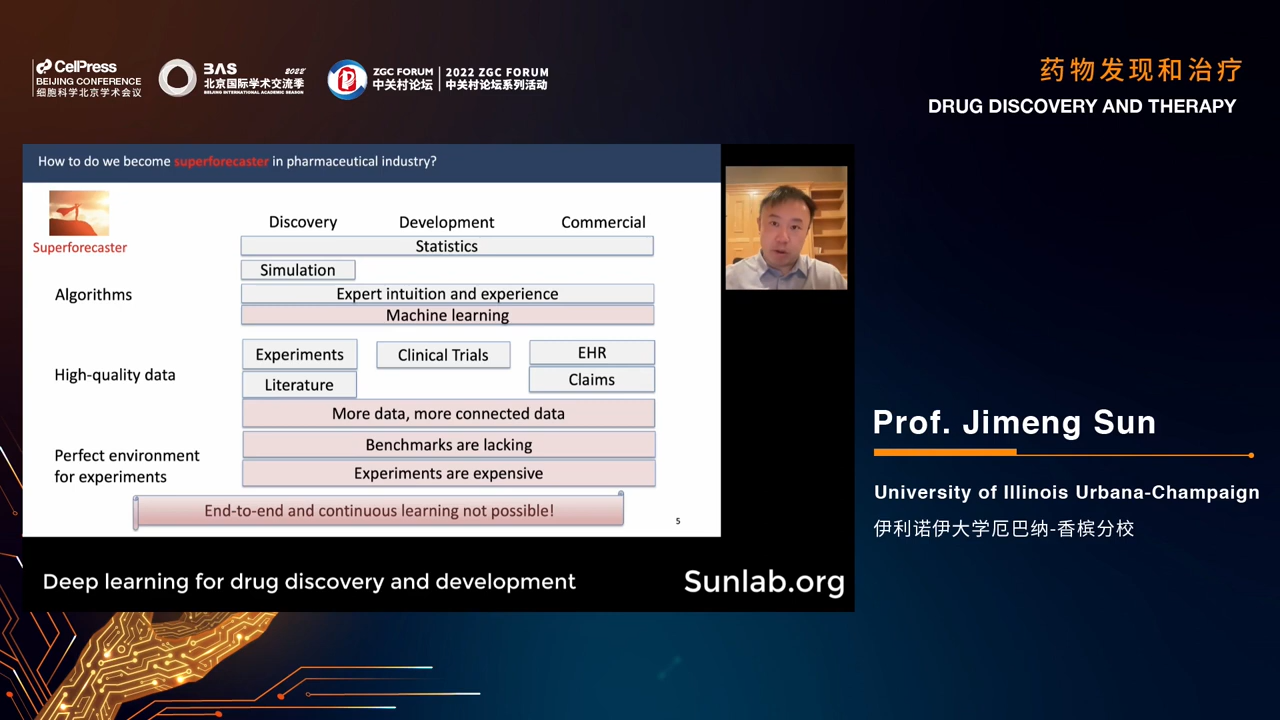 CelPress
BEIJING CONFERENCE
细胞科学北京学术会议
BAS 2022
北京国际学术交流季
BEIJING INTERNATIONAL ACADEMIC SEASON
ZGC FORUM
中关村论坛
2022 ZGC FORUM
中关村论坛系列活动
药物发现和治疗
DRUG DISCOVERY AND THERAPY
How to do we become superforecaster in pharmaceutical industry?
Superforecaster
Discovery Development Commercial
Statistics
Simulation
Algorithms
Expert intuition and experience
Machine learning
High-quality data
Experiments Clinical Trials EHR
Literature Claims
More data, more connected data
Perfect environment
for experiments
Benchmarks are lacking
Experiments are expensive
End-to-end and continuous learning not possible!
5
Deep learning for drug discovery and development
Sunlab.org
Prof. Jimeng Sun
University of Illinois Urbana-Champaign
伊利诺伊大学厄巴纳-香槟分校